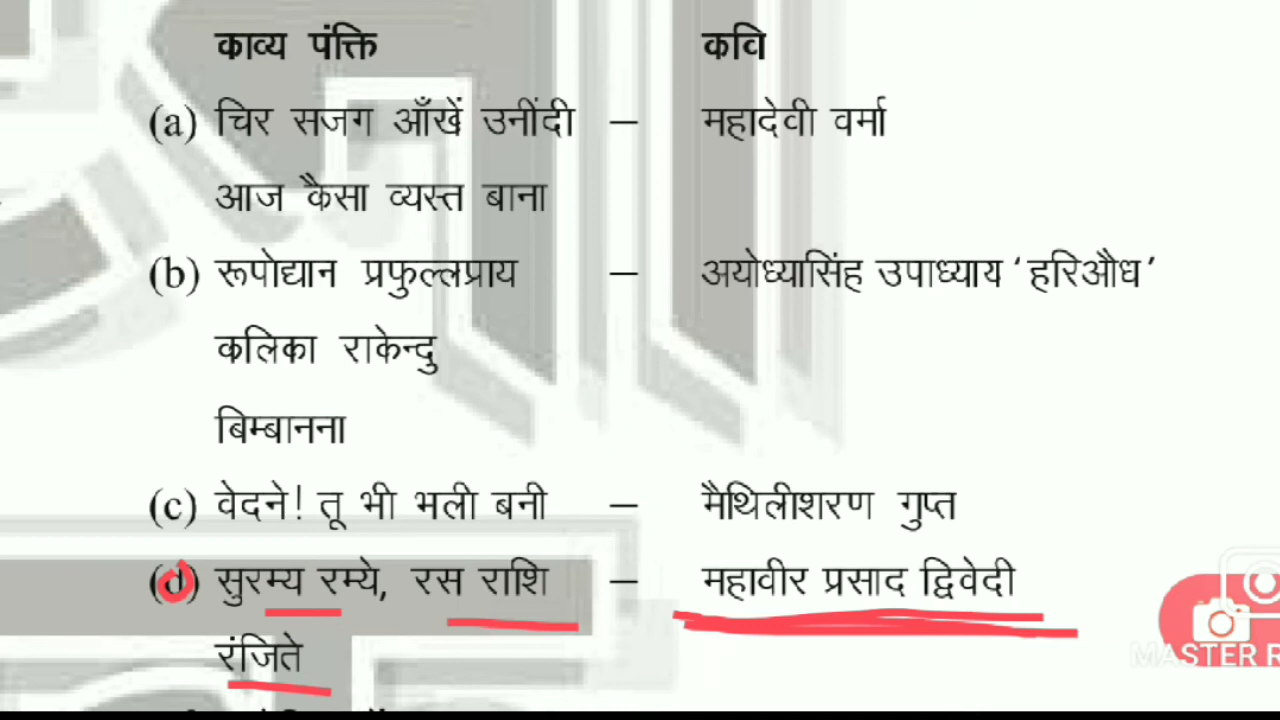 काव्य पंक्ति कवि
(a) चिर सजग आँखें उनींदी – महादेवी वर्मा
आज कैसा व्यस्त बाना
(b) रूपोद्यान प्रफुल्लप्राय – अयोध्यासिंह उपाध्याय 'हरिऔध'
कलिका राकेन्दु
बिम्बानना
(c) वेदने! तू भी भली बनी – मैथिलीशरण गुप्त
(d) सुरम्य रम्ये, रस राशि – महावीर प्रसाद द्विवेदी
रंजिते
MASTER R